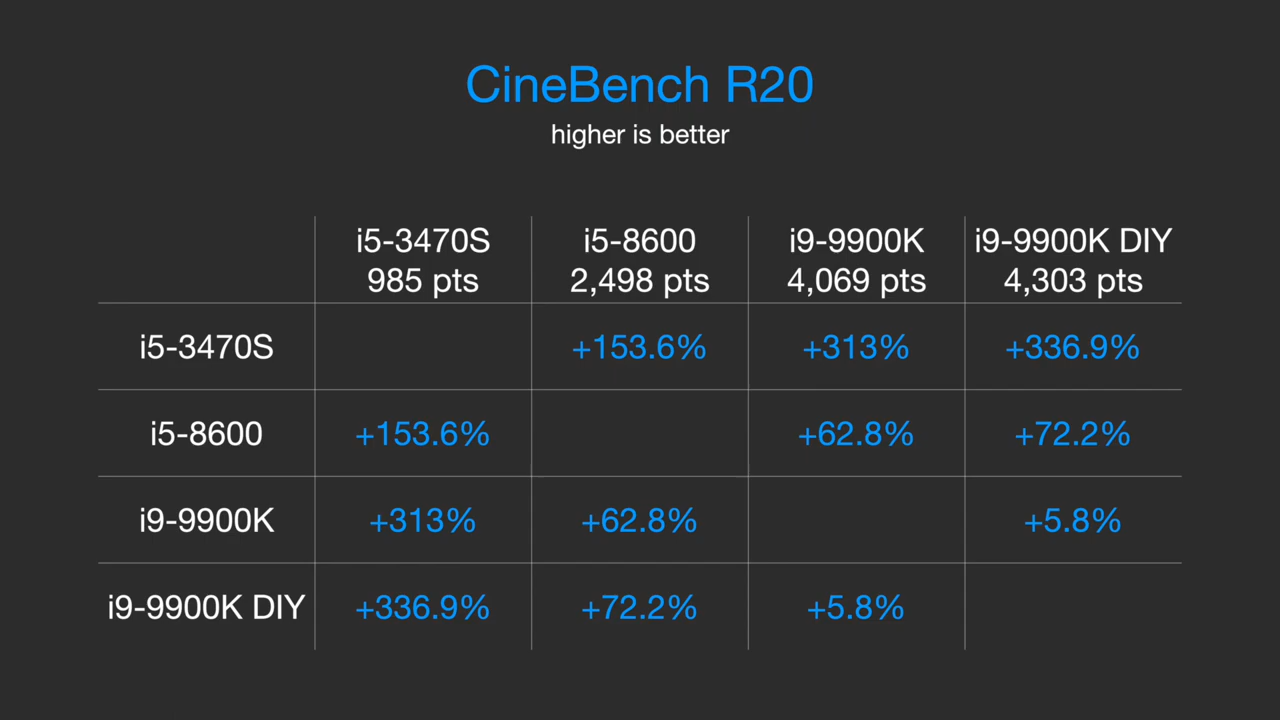 CineBench R20
higher is better
i5-3470S i5-8600 i9-9900K i9-9900K DIY
985 pts 2,498 pts 4,069 pts 4,303 pts
i5-3470S +153.6% +313% +336.9%
i5-8600 +153.6% +62.8% +72.2%
i9-9900K +313% +62.8% +5.8%
i9-9900K DIY +336.9% +72.2% +5.8%